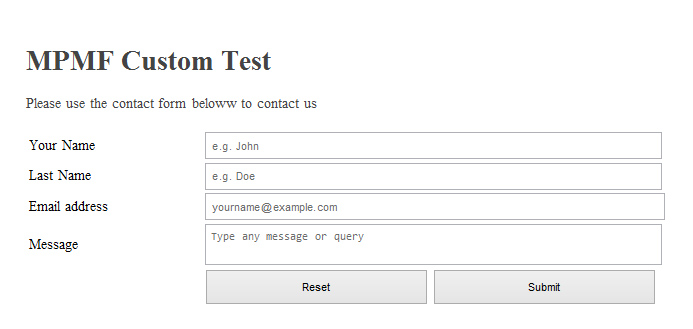 MPMF Custom Test
Please use the contact form beloww to contact us
Your Name e.g. John
Last Name e.g. Doe
Email address yourname@example.com
Message Type any message or query
Reset Submit